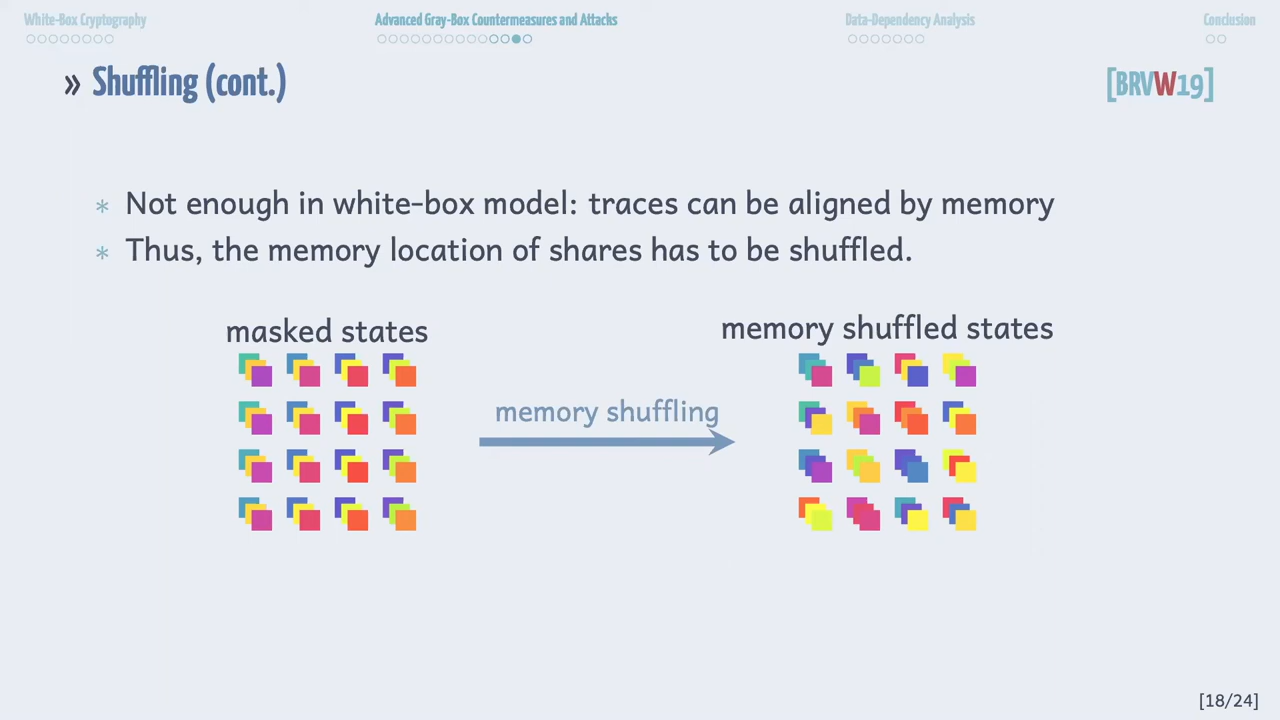 White-Box Cryptography
Advanced Gray-Box Countermeasures and Attacks
Data-Dependency Analysis
Conclusion
» Shuffling (cont.)
[BRVW19]
* Not enough in white-box model: traces can be aligned by memory
* Thus, the memory location of shares has to be shuffled.
masked states
memory shuffled states
memory shuffling
[18/24]